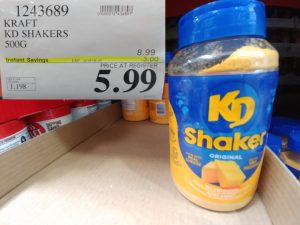 1243689
KRAFT
KD SHAKERS
500G
8.99
Instant Savings
3.00
PRICE AT REGISTER
5.99
1.198
KD
Shaker
ORIGINAL